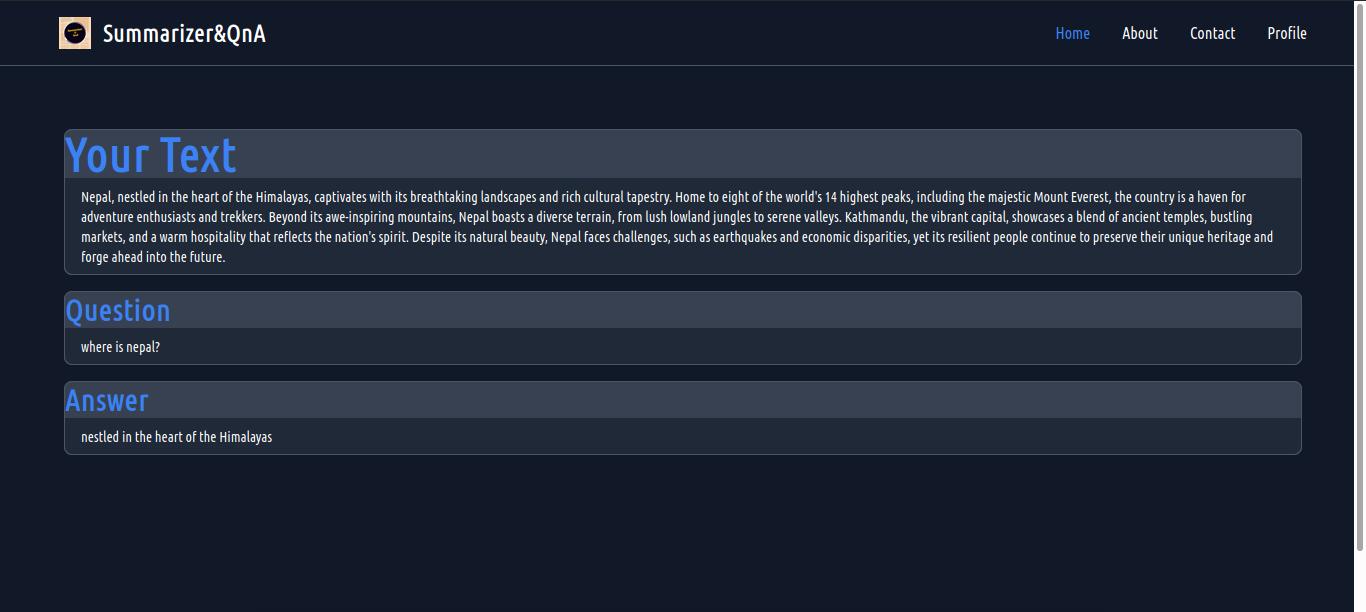 Summarizer&QnA
Home About Contact Profile
Your Text
Nepal, nestled in the heart of the Himalayas, captivates with its breathtaking landscapes and rich cultural tapestry. Home to eight of the world's 14 highest peaks, including the majestic Mount Everest, the country is a haven for
adventure enthusiasts and trekkers. Beyond its awe-inspiring mountains, Nepal boasts a diverse terrain, from lush lowland jungles to serene valleys. Kathmandu, the vibrant capital, showcases a blend of ancient temples, bustling
markets, and a warm hospitality that reflects the nation's spirit. Despite its natural beauty, Nepal faces challenges, such as earthquakes and economic disparities, yet its resilient people continue to preserve their unique heritage and
forge ahead into the future.
Question
where is nepal?
Answer
nestled in the heart of the Himalayas